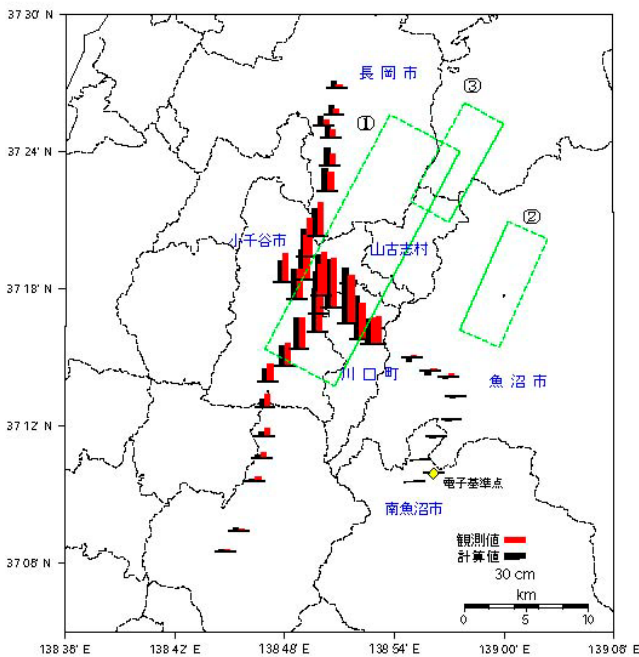 37 30' N
37 24' N
37 18' N
37 12' N
37 08' N
長岡市
③
①
②
小千谷市
山古志村
川口町
魚沼市
電子基準点
南魚沼市
観測値
計算値
30 cm
km
0 5 10
138 36' E 138 42' E 138 48' E 138 54' E 139 00' E 139 06' E